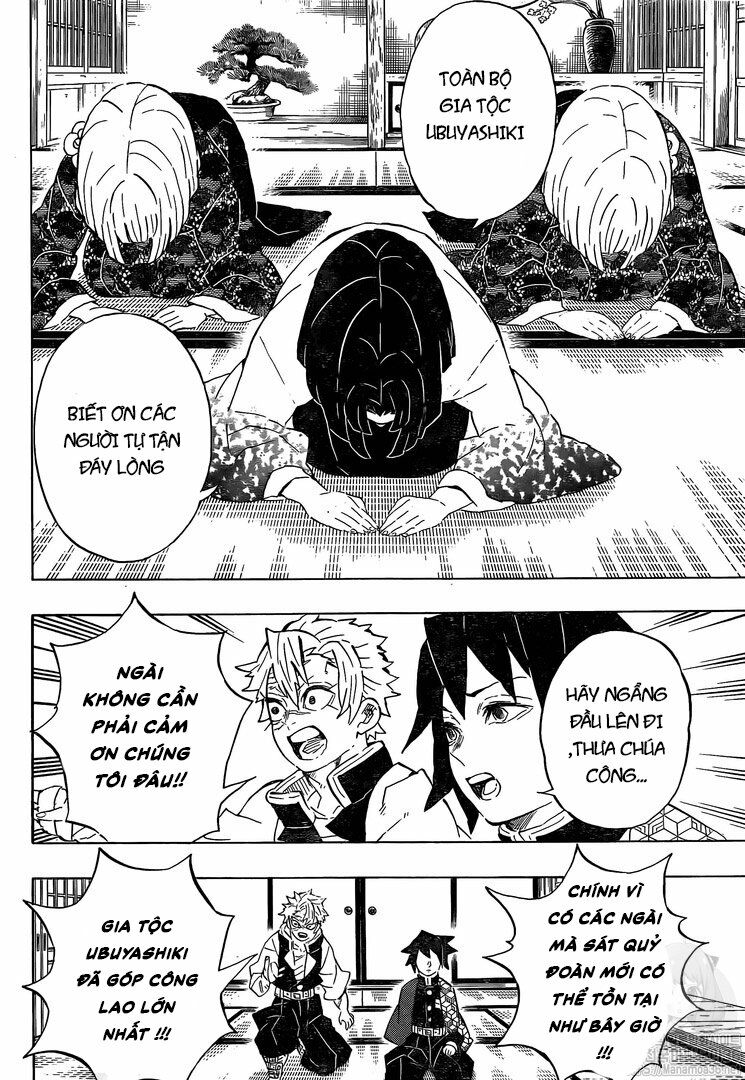 TOÀN BỘ
GIA TỘC
UBUYASHIKI
BIẾT ƠN CÁC
NGƯỜI TỰ TẬN
ĐÁY LÒNG
HÃY NGẨNG
ĐẦU LÊN ĐI
,THƯA CHÚA
CÔNG...
NGÀI
KHÔNG CẦN
PHẢI CẢM
ƠN CHÚNG
TÔI ĐÂU!!
CHÍNH VÌ
CÓ CÁC NGÀI
MÀ SÁT QUỶ
ĐOÀN MỚI CÓ
THỂ TỒN TẠI
NHƯ BÂY GIỜ
!!!
GIA TỘC
UBUYASHIKI
ĐÃ GÓP CÔNG
LAO LỚN
NHẤT !!!